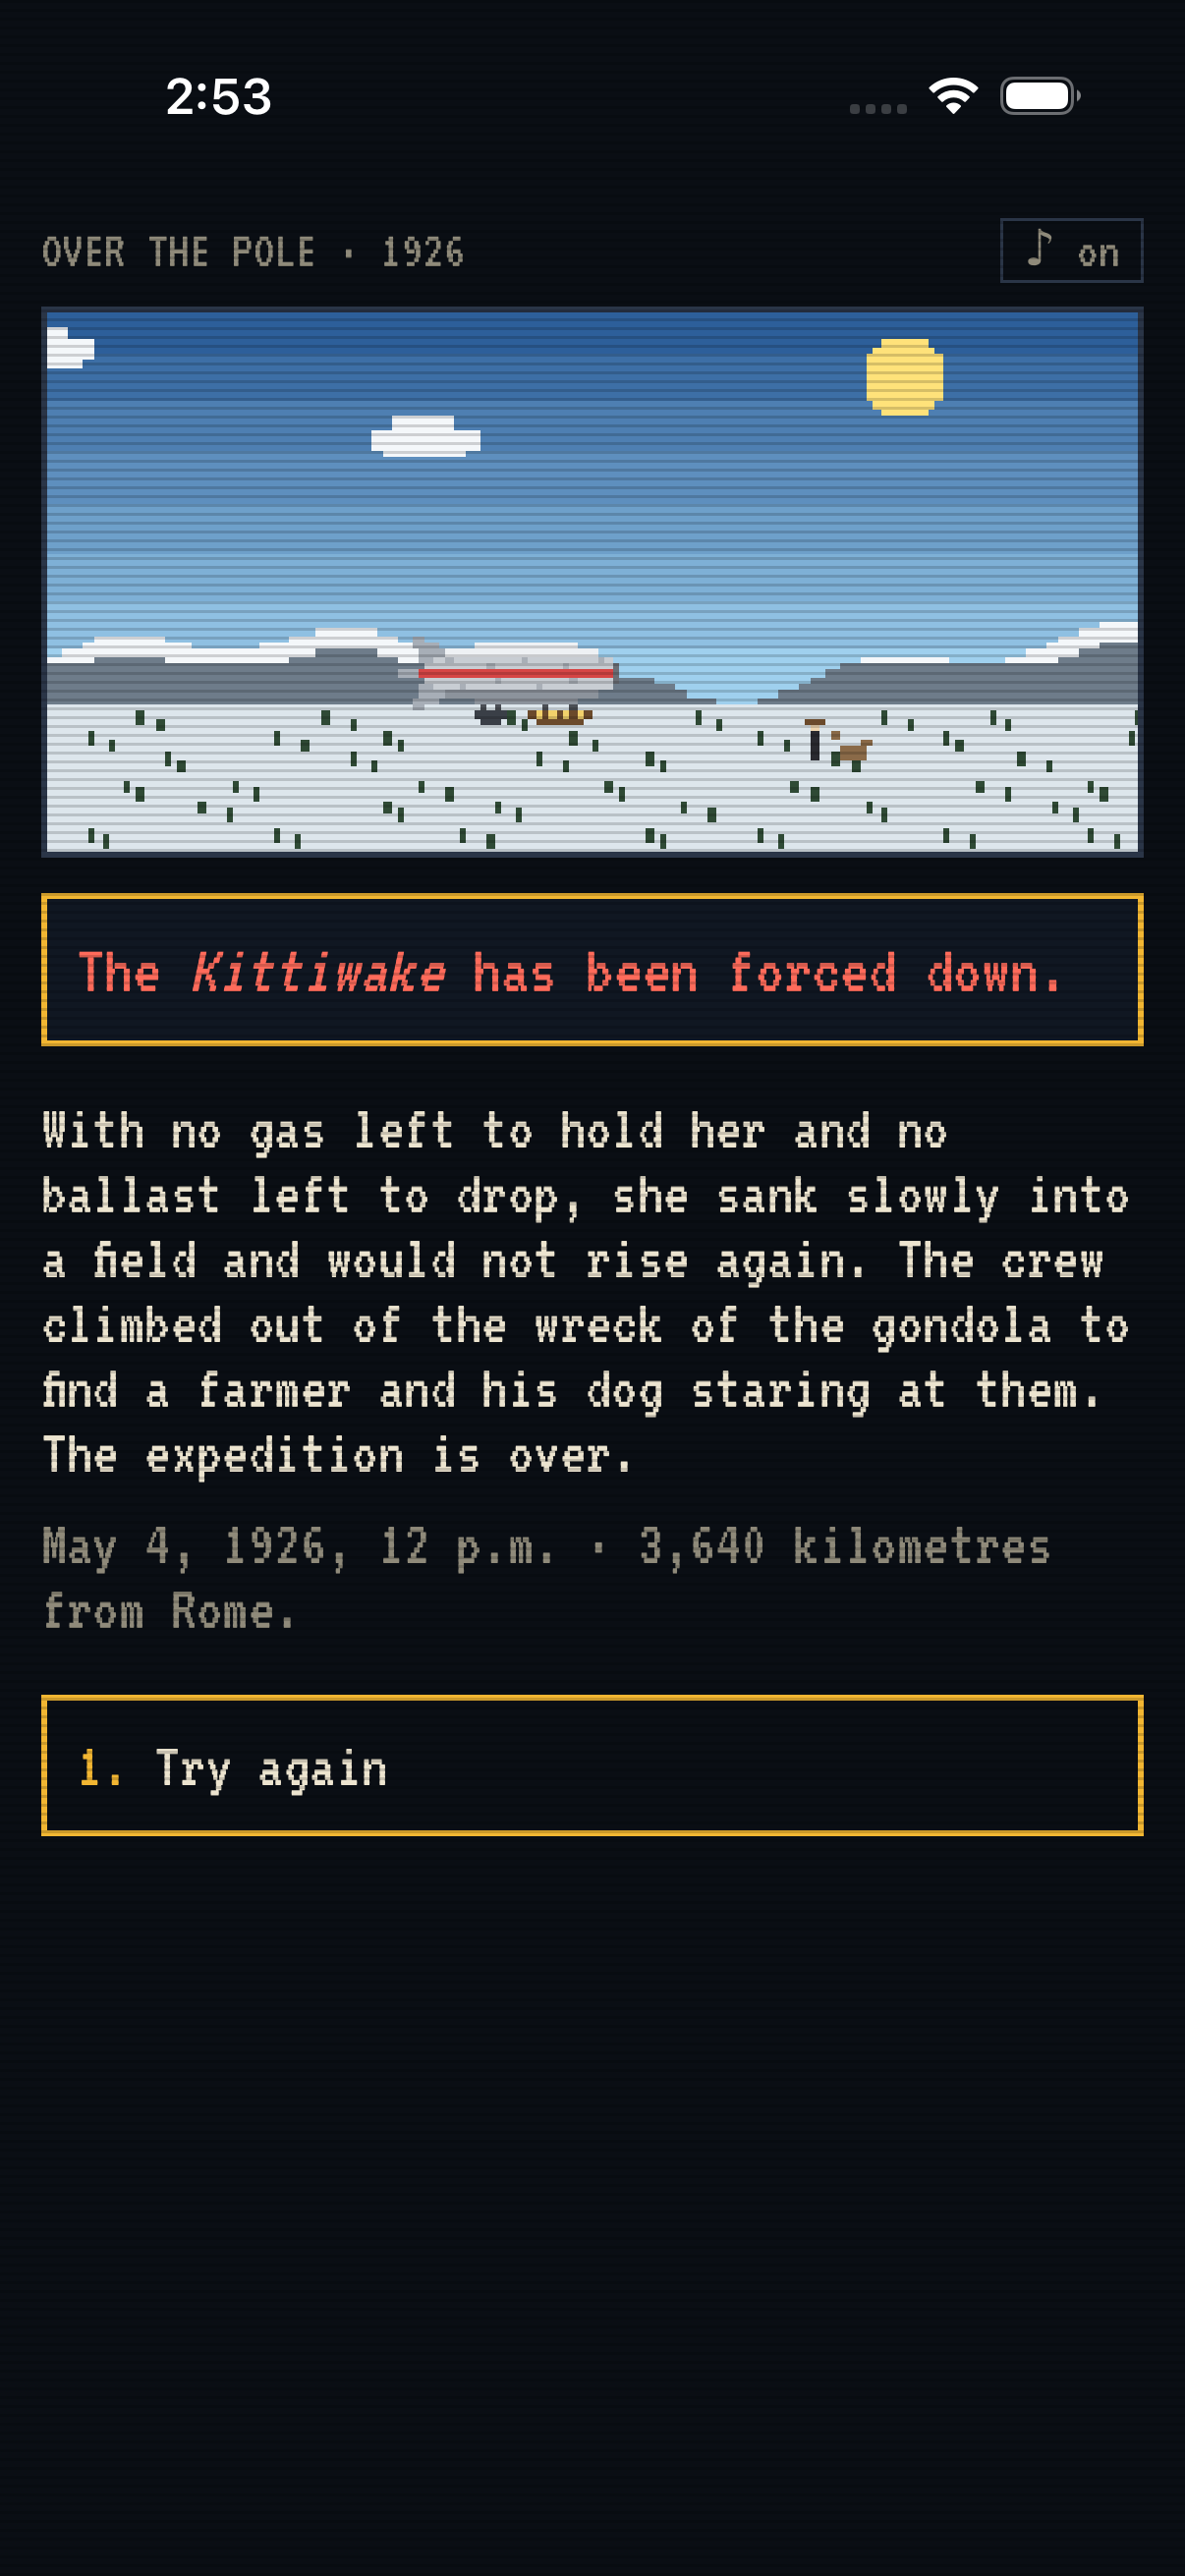 2:53
OVER THE POLE · 1926
♪ on
The Kittiwake has been forced down.
With no gas left to hold her and no
ballast left to drop, she sank slowly into
a field and would not rise again. The crew
climbed out of the wreck of the gondola to
find a farmer and his dog staring at them.
The expedition is over.
May 4, 1926, 12 p.m. · 3,640 kilometres
from Rome.
1. Try again